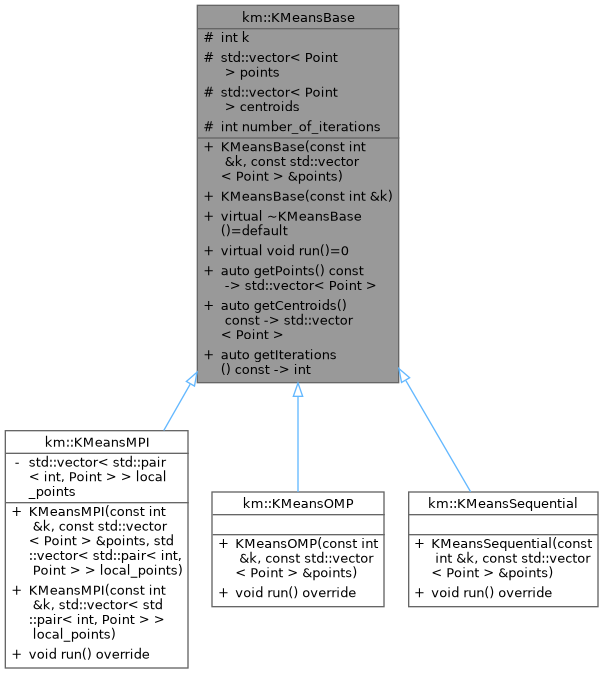 km::KMeansBase
# int k
# std::vector< Point
> points
# std::vector< Point
> centroids
# int number_of_iterations
+ KMeansBase(const int
&k, const std::vector
< Point > &points)
+ KMeansBase(const int &k)
+ virtual ~KMeansBase
()=default
+ virtual void run()=0
+ auto getPoints() const
-> std::vector< Point >
+ auto getCentroids()
const -> std::vector
< Point >
+ auto getIterations
() const -> int
km::KMeansMPI
- std::vector< std::pair
< int, Point > > local
_points
+ KMeansMPI(const int
&k, const std::vector
< Point > &points, std
::vector< std::pair< int,
Point > > local_points)
+ KMeansMPI(const int
&k, std::vector< std
::pair< int, Point > >
local_points)
+ void run() override
km::KMeansOMP
+ KMeansOMP(const int
&k, const std::vector
< Point > &points)
+ void run() override
km::KMeansSequential
+ KMeansSequential(const
int &k, const std::vector
< Point > &points)
+ void run() override